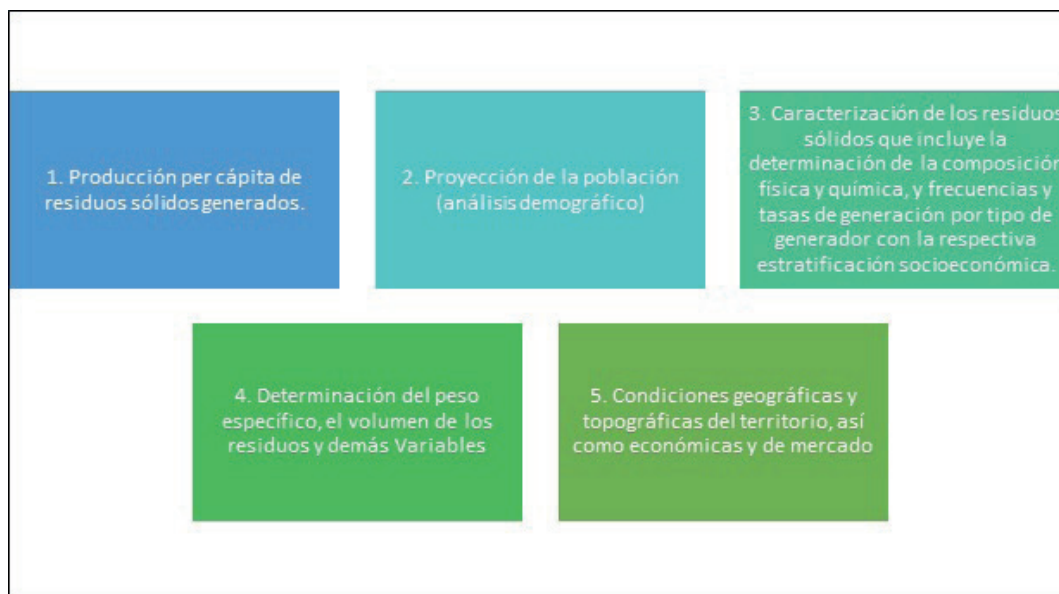 1. Producción per cápita de
residuos sólidos generados.
2. Proyección de la población
(análisis demográfico)
3. Caracterización de los residuos
sólidos que incluye la
determinación de la composición
física y química, y frecuencias y
tasas de generación por tipo de
generador con la respectiva
estratificación socioeconómica.
4. Determinación del peso
específico, el volumen de los
residuos y demás Variables
5. Condiciones geográficas y
topográficas del territorio, así
como económicas y de mercado